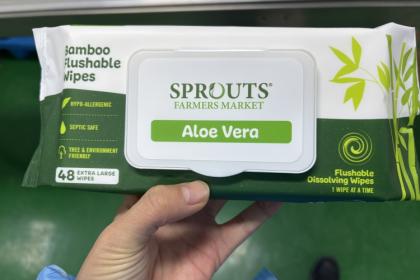 Bamboo
Flushable
Wipes
HYPO-ALLERGENIC
SEPTIC SAFE
TREE & ENVIRONMENT
FRIENDLY
48 EXTRA LARGE
WIPES
SPROUTS®
FARMERS MARKET
Aloe Vera
Flushable
Dissolving Wipes
1 WIPE AT A TIME